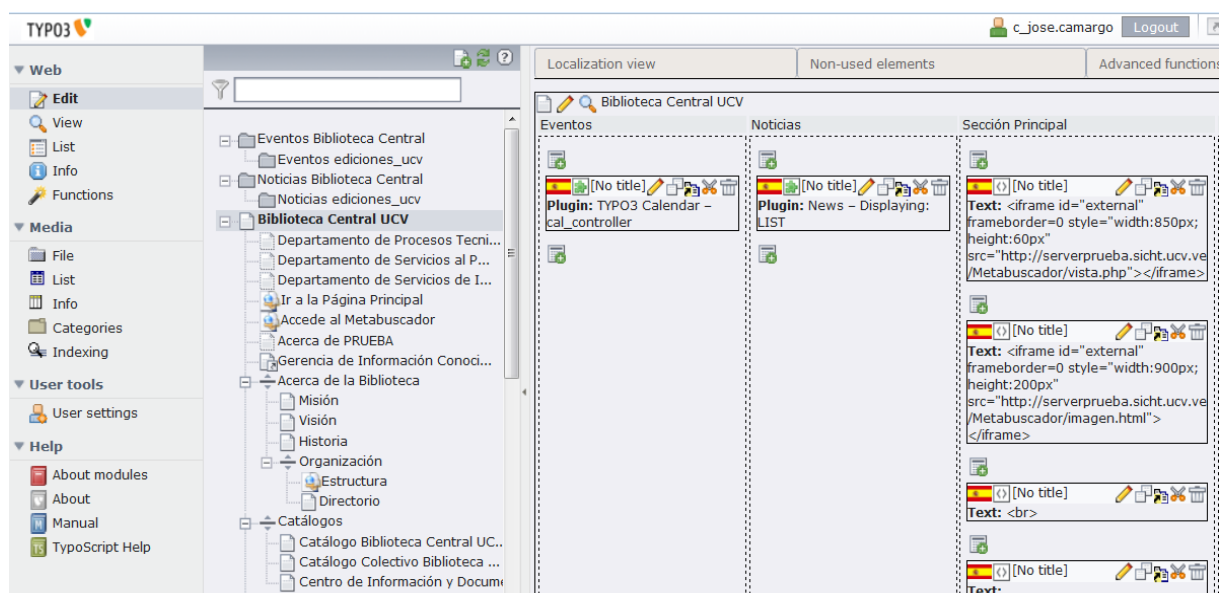 TYPO3
c_jose.camargo
Logout
Web
Edit
View
List
Info
Functions
Media
File
List
Info
Categories
Indexing
User tools
User settings
Help
About modules
About
Manual
TypoScript Help
Eventos Biblioteca Central
Eventos ediciones_ucv
Noticias Biblioteca Central
Noticias ediciones_ucv
Biblioteca Central UCV
Departamento de Procesos Tecni...
Departamento de Servicios al P...
Departamento de Servicios de I...
Ir a la Página Principal
Accede al Metabuscador
Acerca de PRUEBA
Gerencia de Información Conoci...
Acerca de la Biblioteca
Misión
Visión
Historia
Organización
Estructura
Directorio
Catálogos
Catálogo Biblioteca Central UC...
Catálogo Colectivo Biblioteca ...
Centro de Información y Docume
Localization view
Non-used elements
Advanced functions
Biblioteca Central UCV
Eventos
[No title]
Plugin: TYPO3 Calendar –
cal_controller
Noticias
[No title]
Plugin: News – Displaying:
LIST
Sección Principal
[No title]
Text: <iframe id="external"
frameborder=0 style="width:850px;
height:60px"
src="http://serverprueba.sicht.ucv.ve
/Metabuscador/vista.php"></iframe>
[No title]
Text: <iframe id="external"
frameborder=0 style="width:900px;
height:200px"
src="http://serverprueba.sicht.ucv.ve
/Metabuscador/imagen.html">
</iframe>
[No title]
Text: <br>
[No title]
Text: